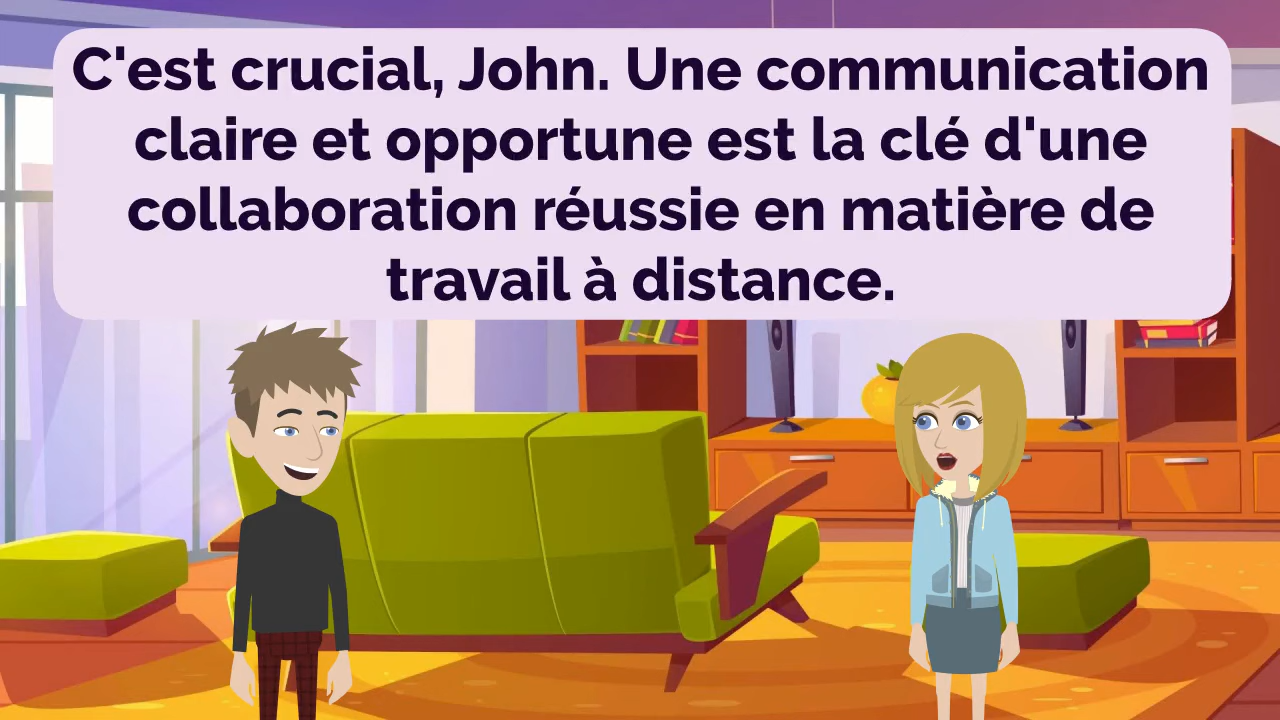 C'est crucial, John. Une communication
claire et opportune est la clé d'une
collaboration réussie en matière de
travail à distance.